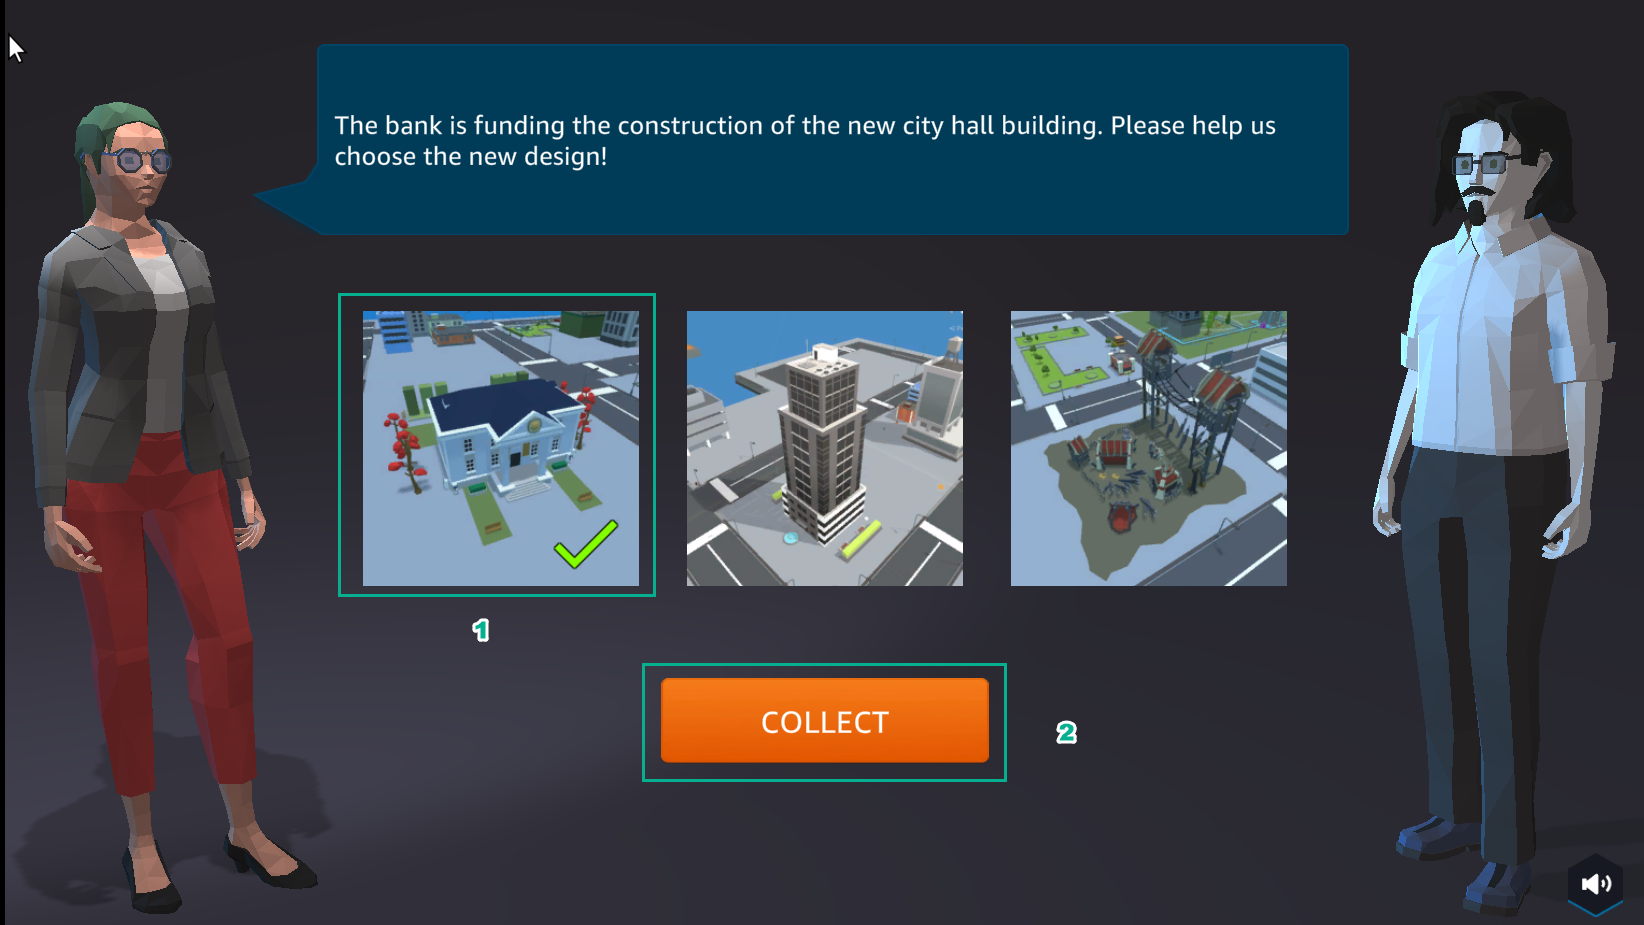 The bank is funding the construction of the new city hall building. Please help us
choose the new design!
1
COLLECT
2